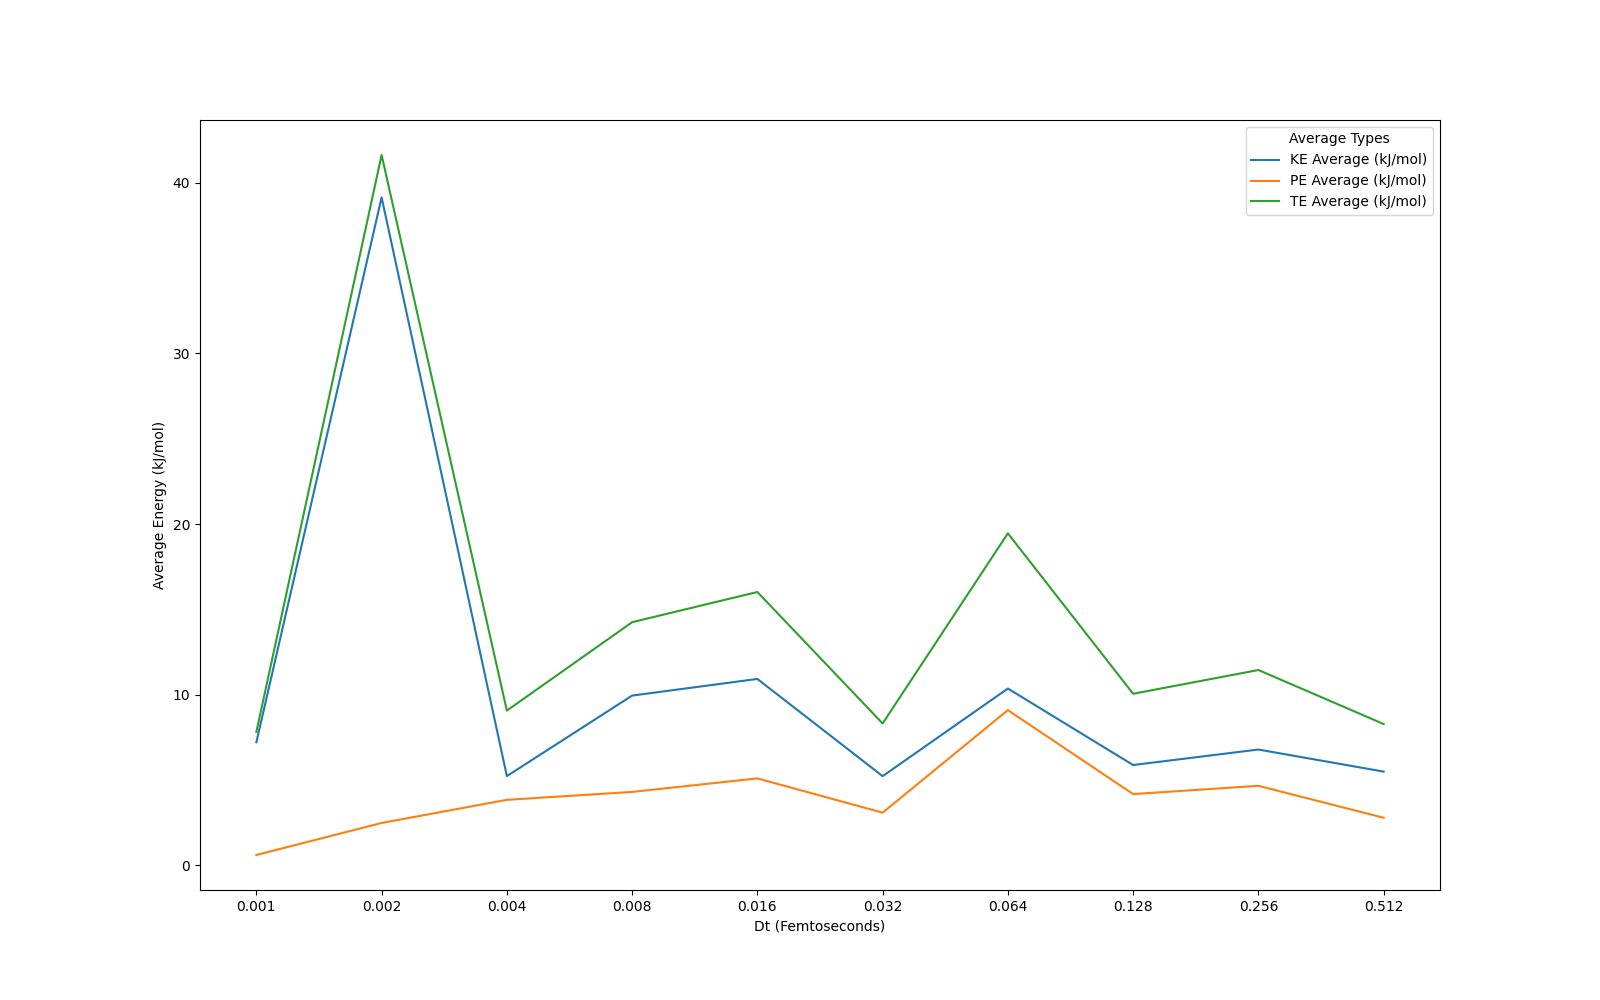 Average Types
KE Average (kJ/mol)
PE Average (kJ/mol)
TE Average (kJ/mol)
Average Energy (kJ/mol)
40
30
20
10
0
0.001 0.002 0.004 0.008 0.016 0.032 0.064 0.128 0.256 0.512
Dt (Femtoseconds)